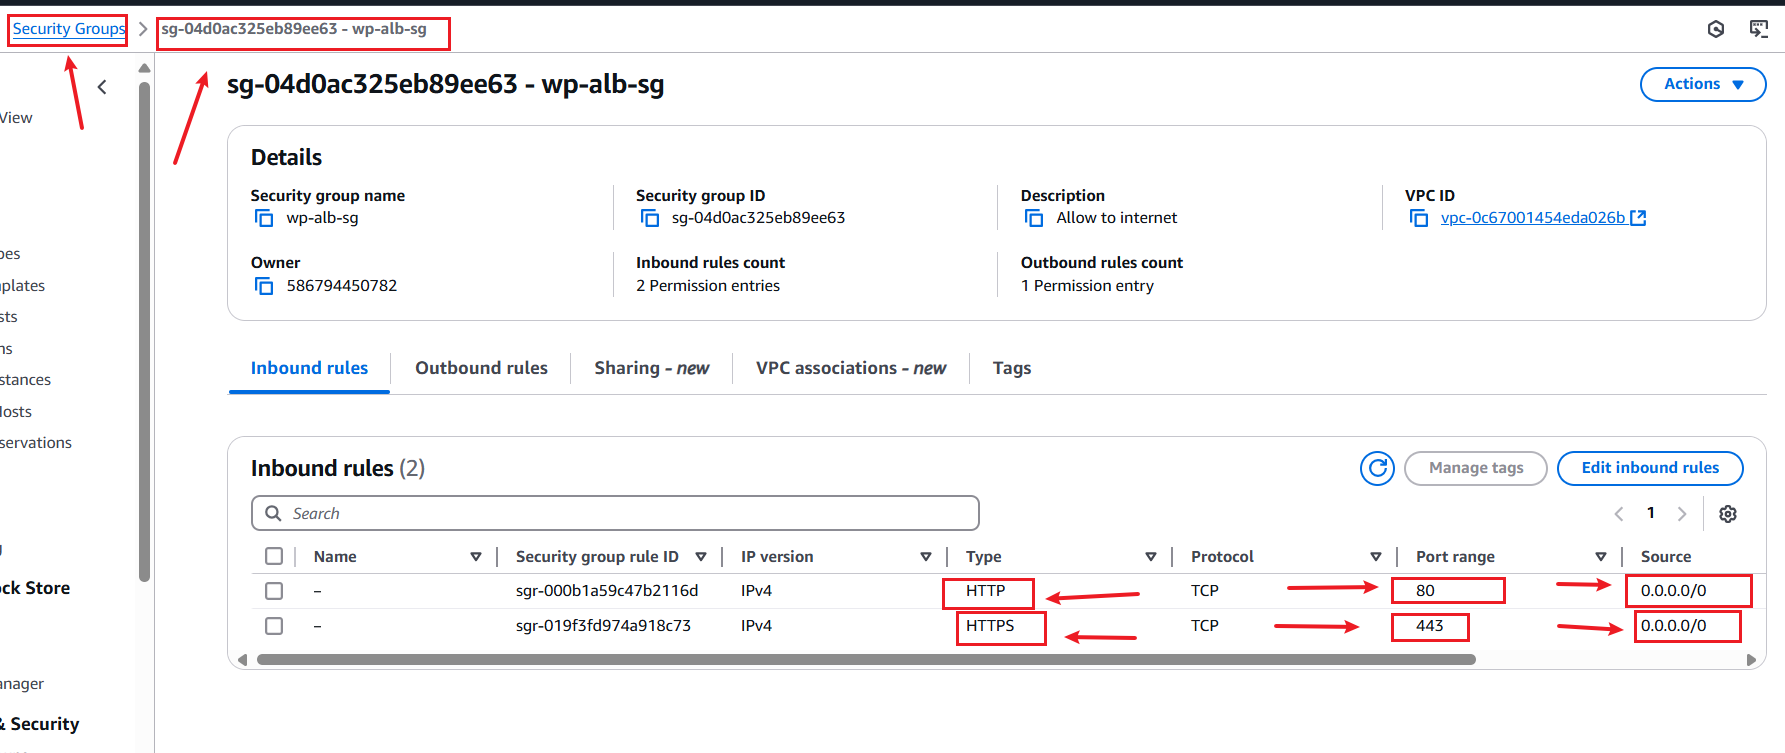 Security Groups > sg-04d0ac325eb89ee63 - wp-alb-sg
sg-04d0ac325eb89ee63 - wp-alb-sg
Actions
View
Details
Security group name
wp-alb-sg
Security group ID
sg-04d0ac325eb89ee63
Description
Allow to internet
VPC ID
vpc-0c67001454eda026b
Owner
586794450782
Inbound rules count
2 Permission entries
Outbound rules count
1 Permission entry
Inbound rules Outbound rules Sharing - new VPC associations - new Tags
Inbound rules (2)
Manage tags
Edit inbound rules
Search
1
Name Security group rule ID IP version Type Protocol Port range Source
– sgr-000b1a59c47b2116d IPv4 HTTP TCP 80 0.0.0.0/0
– sgr-019f3fd974a918c73 IPv4 HTTPS TCP 443 0.0.0.0/0
pes
nplates
sts
ns
stances
Hosts
servations
ock Store
anager
& Security